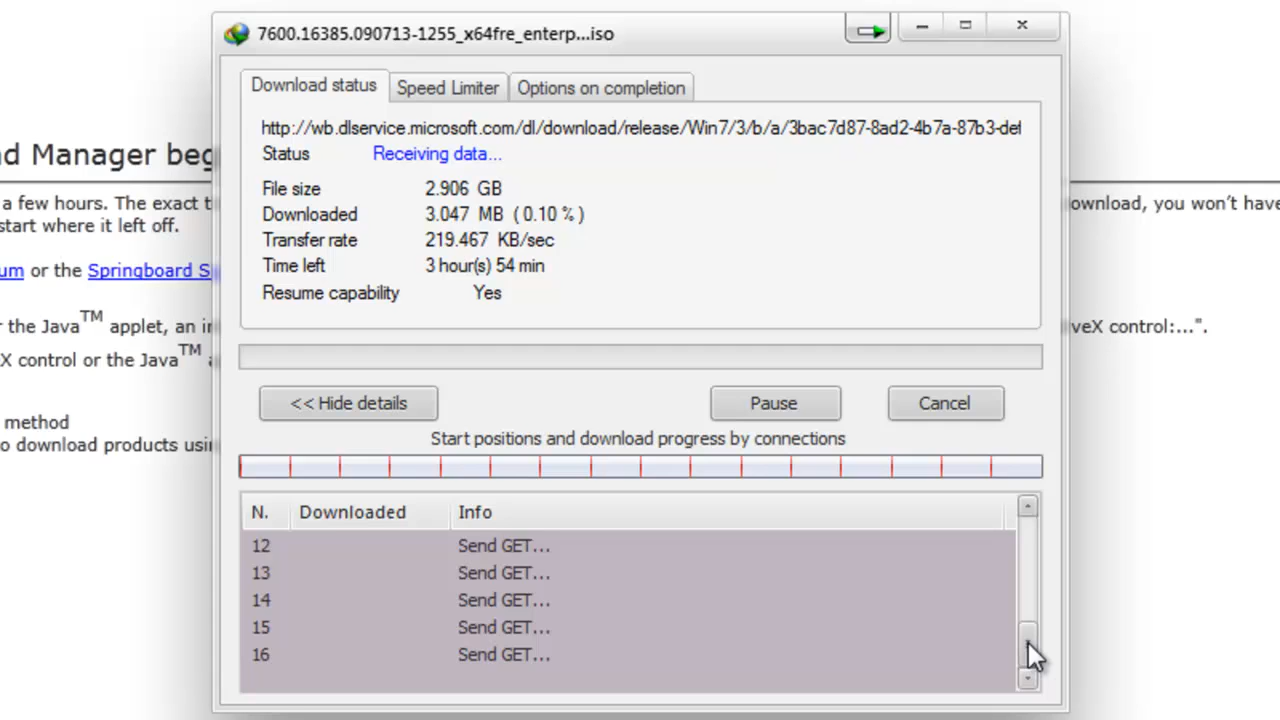 7600.16385.090713-1255_x64fre_enterp...iso
Download status
Speed Limiter
Options on completion
http://wb.dlservice.microsoft.com/dl/download/release/Win7/3/b/a/3bac7d87-8ad2-4b7a-87b3-def
Status Receiving data...
File size 2.906 GB
Downloaded 3.047 MB ( 0.10 % )
Transfer rate 219.467 KB/sec
Time left 3 hour(s) 54 min
Resume capability Yes
<< Hide details
Pause
Cancel
Start positions and download progress by connections
N. Downloaded Info
12 Send GET...
13 Send GET...
14 Send GET...
15 Send GET...
16 Send GET...
d Manager beg
a few hours. The exact t
ownload, you won't have
start where it left off.
um or the Springboard S
r the Java™ applet, an in
veX control:...".
X control or the Java™ a
method
o download products usin